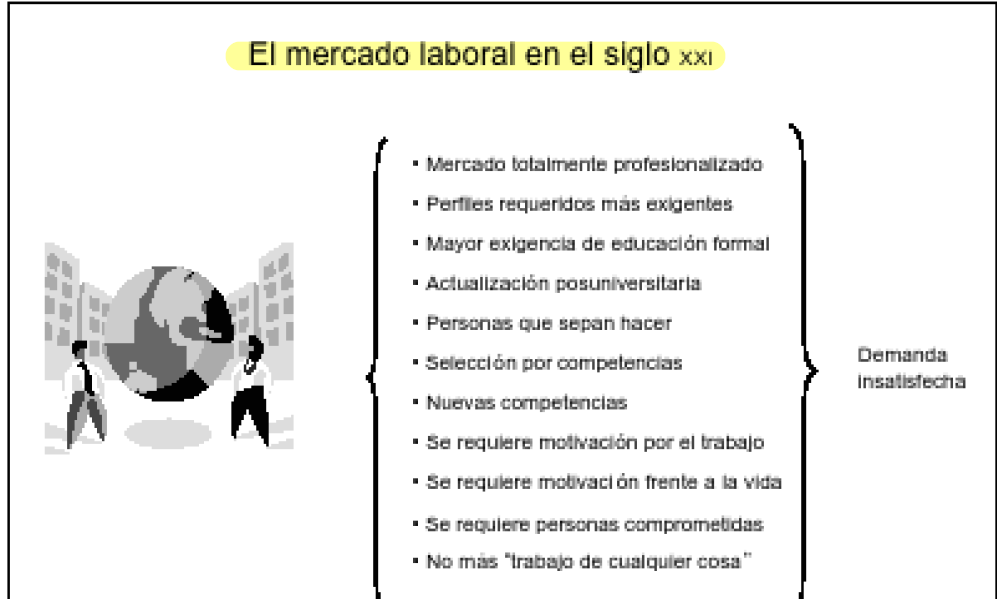 El mercado laboral en el siglo XXI
▪ Mercado totalmente profesionalizado
▪ Perfiles requeridos más exigentes
▪ Mayor exigencia de educación formal
▪ Actualización posuniversitaria
▪ Personas que sepan hacer
▪ Selección por competencias
▪ Nuevas competencias
▪ Se requiere motivación por el trabajo
▪ Se requiere motivación frente a la vida
▪ Se requiere personas comprometidas
▪ No más “trabajo de cualquier cosa”
Demanda
insatisfecha